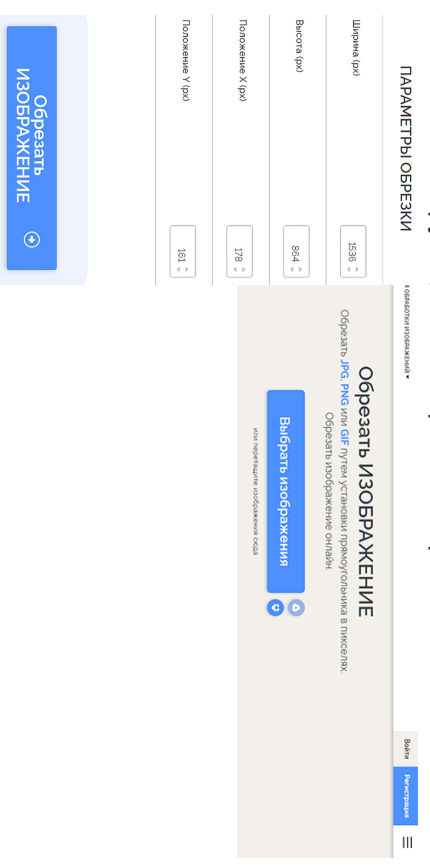 ПАРАМЕТРЫ ОБРЕЗКИ
Ширина (px)
1536
Высота (px)
864
Положение X (px)
178
Положение Y (px)
161
Обрезать
ИЗОБРАЖЕНИЕ
ОБРАБОТКИ ИЗОБРАЖЕНИЙ
Войти
Регистрация
Обрезать ИЗОБРАЖЕНИЕ
Обрезать JPG, PNG или GIF путем установки прямоугольника в пикселях.
Обрезать изображение онлайн.
Выбрать изображения
или перетащите изображения сюда